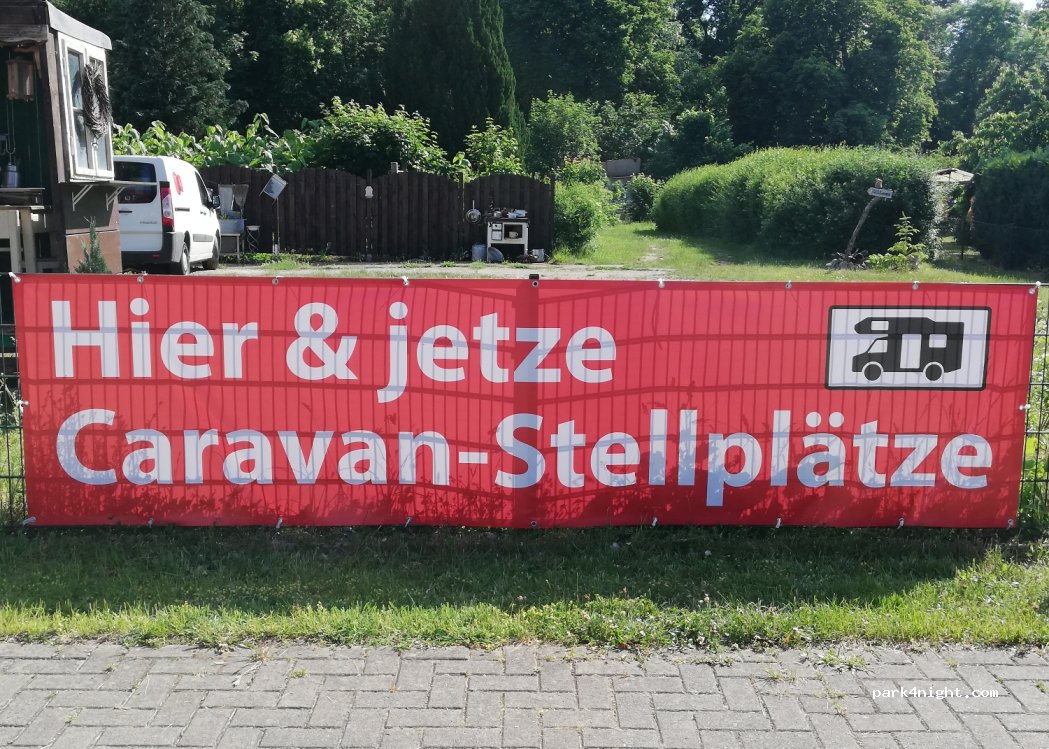 Hier & jetze
Caravan-Stellplätze
park4night.com